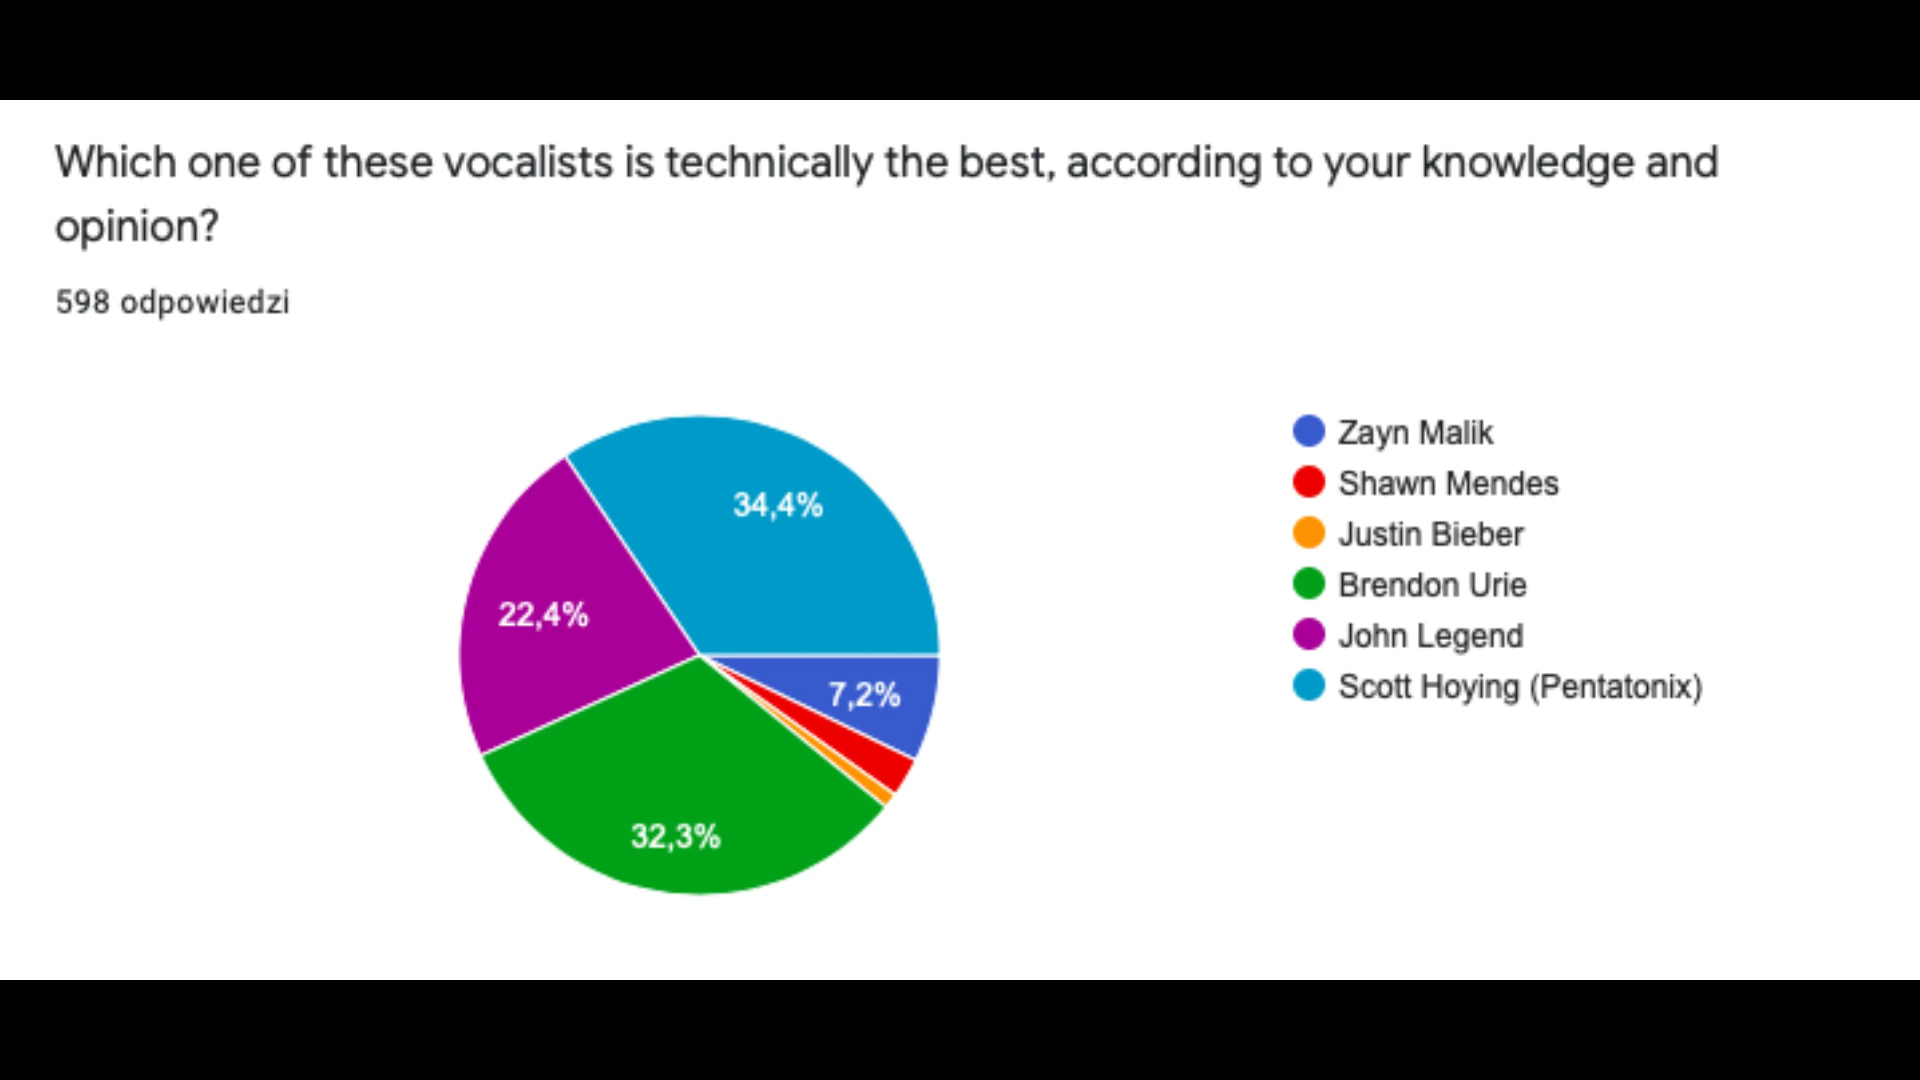 Which one of these vocalists is technically the best, according to your knowledge and
opinion?
598 odpowiedzi
34,4%
22,4%
7,2%
32,3%
Zayn Malik
Shawn Mendes
Justin Bieber
Brendon Urie
John Legend
Scott Hoying (Pentatonix)